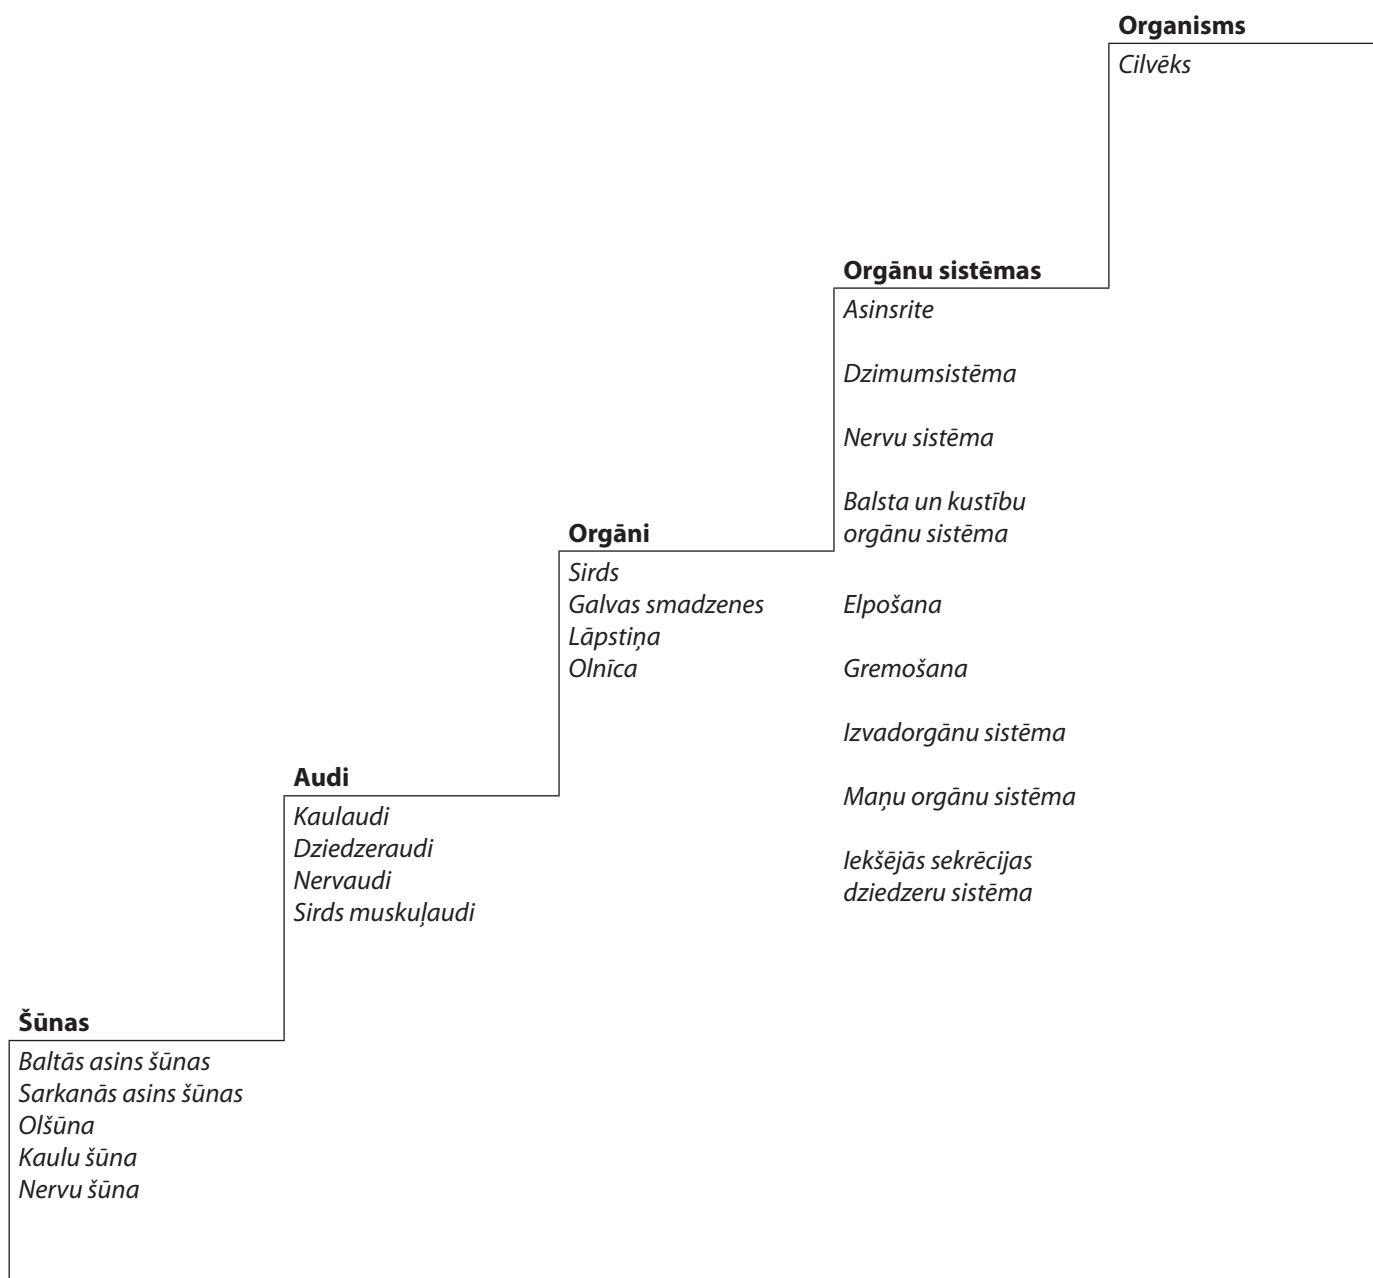 Organisms
Cilvēks
Orgānu sistēmas
Asinsrite
Dzimumsistēma
Nervu sistēma
Balsta un kustību
orgānu sistēma
Elpošana
Gremošana
Izvadorgānu sistēma
Maņu orgānu sistēma
Iekšējās sekrēcijas
dziedzeru sistēma
Orgāni
Sirds
Galvas smadzenes
Lāpstiņa
Olnīca
Audi
Kaulaudi
Dziedzeraudi
Nervaudi
Sirds muskuļaudi
Šūnas
Baltās asins šūnas
Sarkanās asins šūnas
Olšūna
Kaulu šūna
Nervu šūna